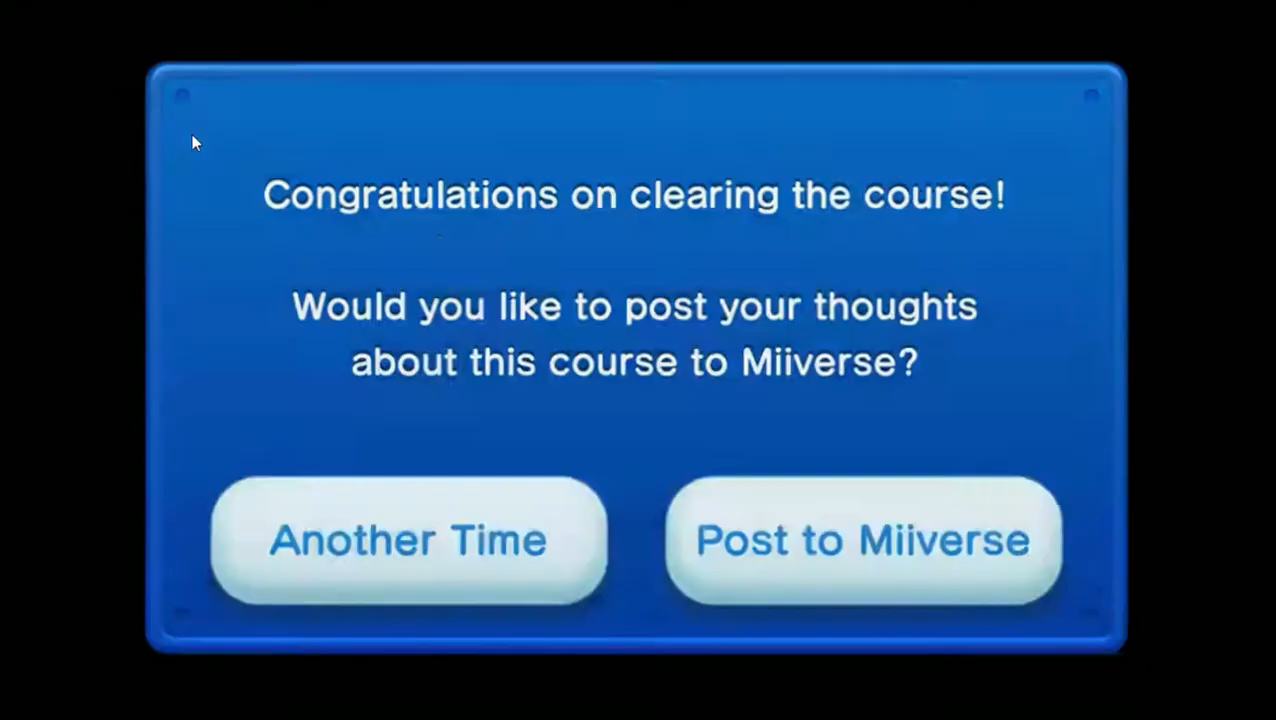 Congratulations on clearing the course!
Would you like to post your thoughts
about this course to Miiverse?
Another Time
Post to Miiverse